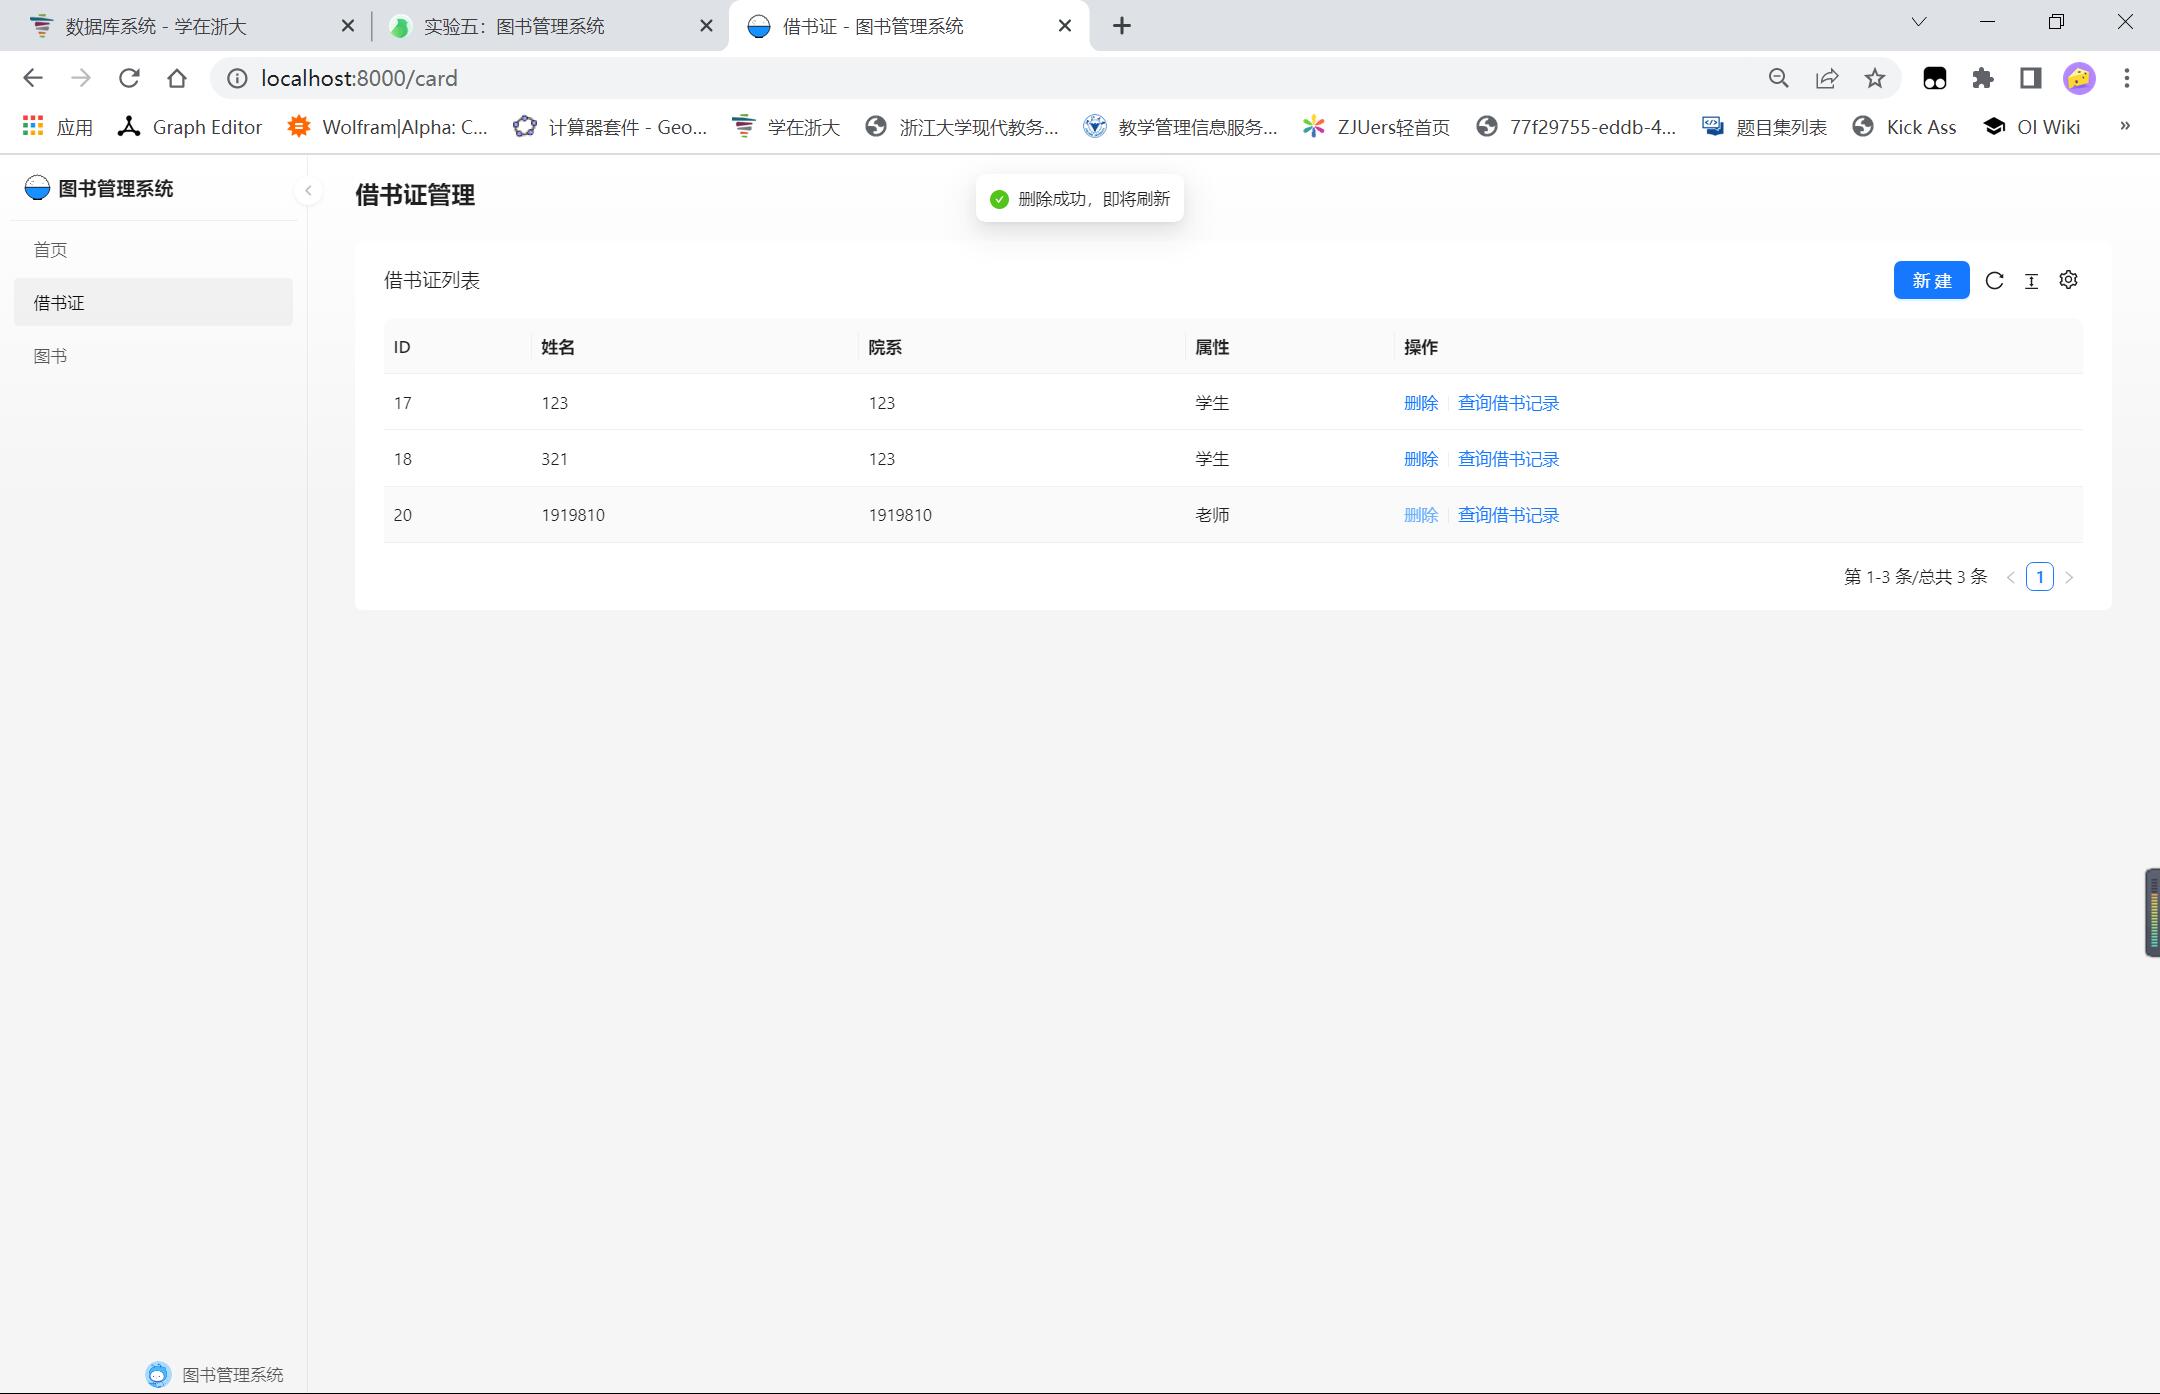 数据库系统 - 学在浙大
实验五：图书管理系统
借书证 - 图书管理系统
localhost:8000/card
应用
Graph Editor
Wolfram|Alpha: C...
计算器套件 - Geo...
学在浙大
浙江大学现代教务...
教学管理信息服务...
ZJUers轻首页
77f29755-eddb-4...
题目集列表
Kick Ass
OI Wiki
»
图书管理系统
首页
借书证
图书
借书证管理
删除成功，即将刷新
借书证列表
新 建
ID 姓名 院系 属性 操作
17 123 123 学生 删除 查询借书记录
18 321 123 学生 删除 查询借书记录
20 1919810 1919810 老师 删除 查询借书记录
第 1-3 条/总共 3 条 < 1 >
图书管理系统